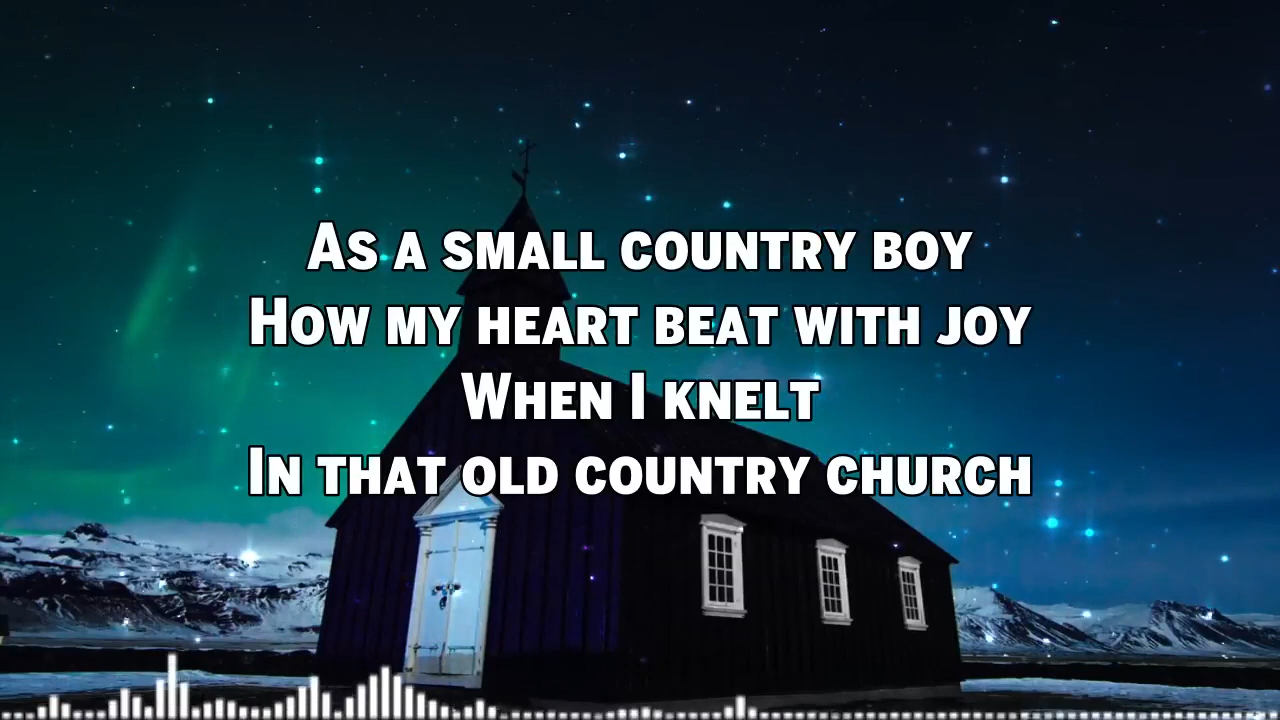 As a small country boy
How my heart beat with joy
When I knelt
In that old country church